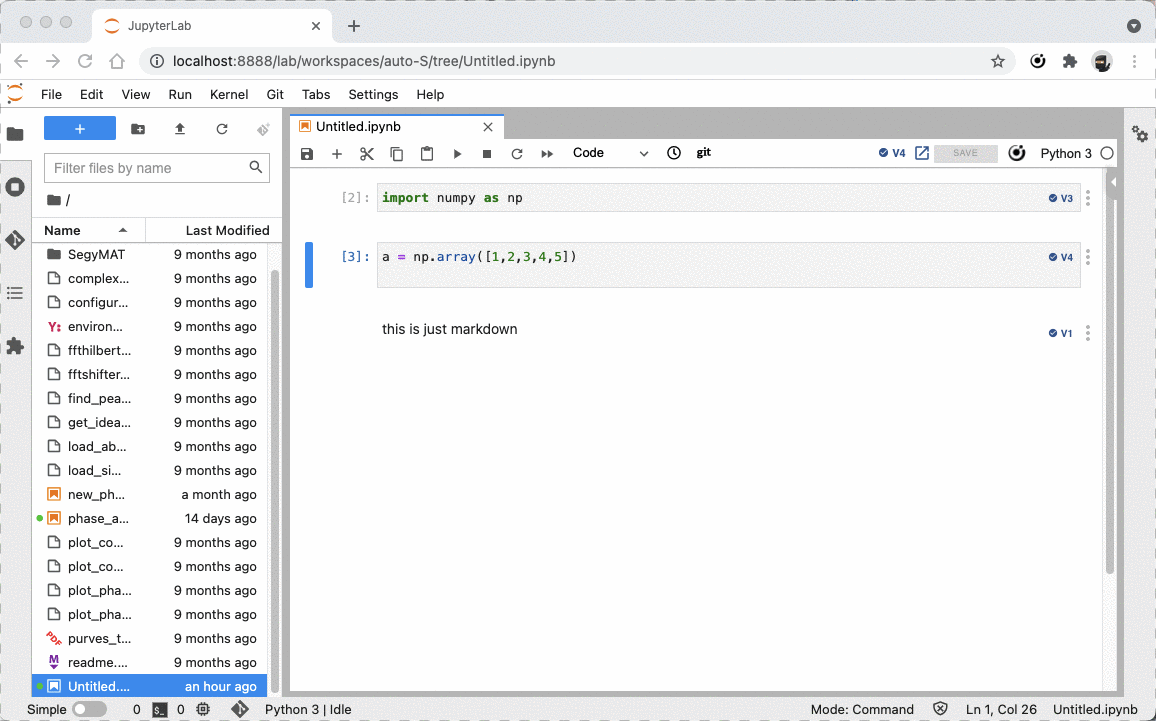 JupyterLab
localhost:8888/lab/workspaces/auto-S/tree/Untitled.ipynb
File Edit View Run Kernel Git Tabs Settings Help
Filter files by name
/
Name Last Modified
SegyMAT 9 months ago
complex... 9 months ago
configur... 9 months ago
Y: environ... 9 months ago
ffthilbert... 9 months ago
fftshifter... 9 months ago
find_pea... 9 months ago
get_idea... 9 months ago
load_ab... 9 months ago
load_si... 9 months ago
new_ph... a month ago
phase_a... 14 days ago
plot_co... 9 months ago
plot_co... 9 months ago
plot_pha... 9 months ago
plot_pha... 9 months ago
PDF purves_t... 9 months ago
M readme.... 9 months ago
Untitled.... an hour ago
Untitled.ipynb
Code git V4 SAVE Python 3
[2]: import numpy as np V3
[3]: a = np.array([1,2,3,4,5]) V4
this is just markdown V1
Simple 0 $_ 0 Python 3 | Idle Mode: Command Ln 1, Col 26 Untitled.ipynb